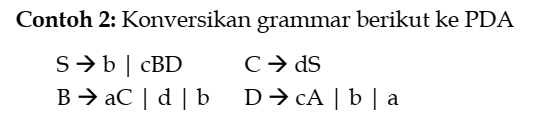 Contoh 2: Konversikan grammar berikut ke PDA
S → b | cBD C → dS
B → aC | d | b D → cA | b | a